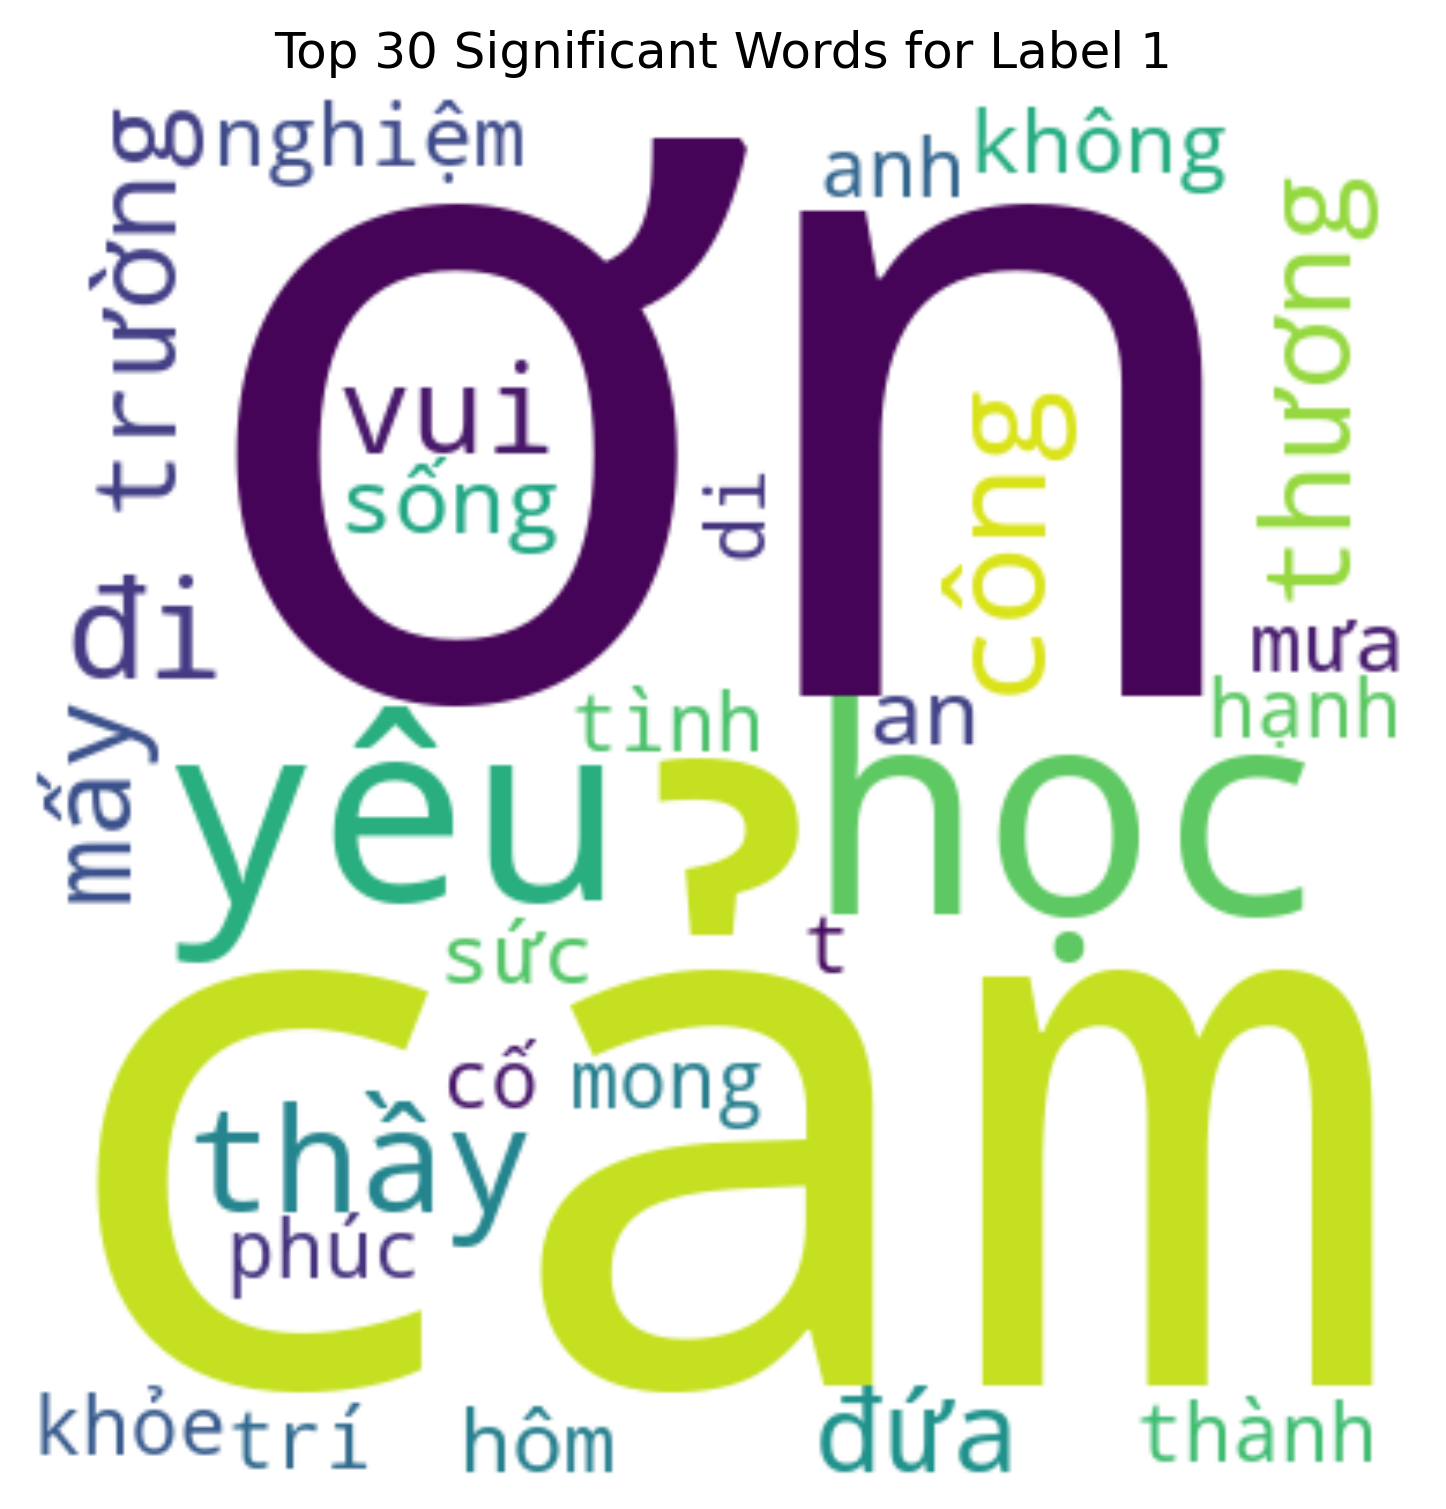 Top 30 Significant Words for Label 1
trường
nghiệm
anh
không
ơn
thương
vui
sống
di
công
đi
mưa
mấy
yêu
tình
an
học
hạnh
sức
t
cảm
cố
mong
thầy
phúc
khỏe
trí
hôm
đứa
thành